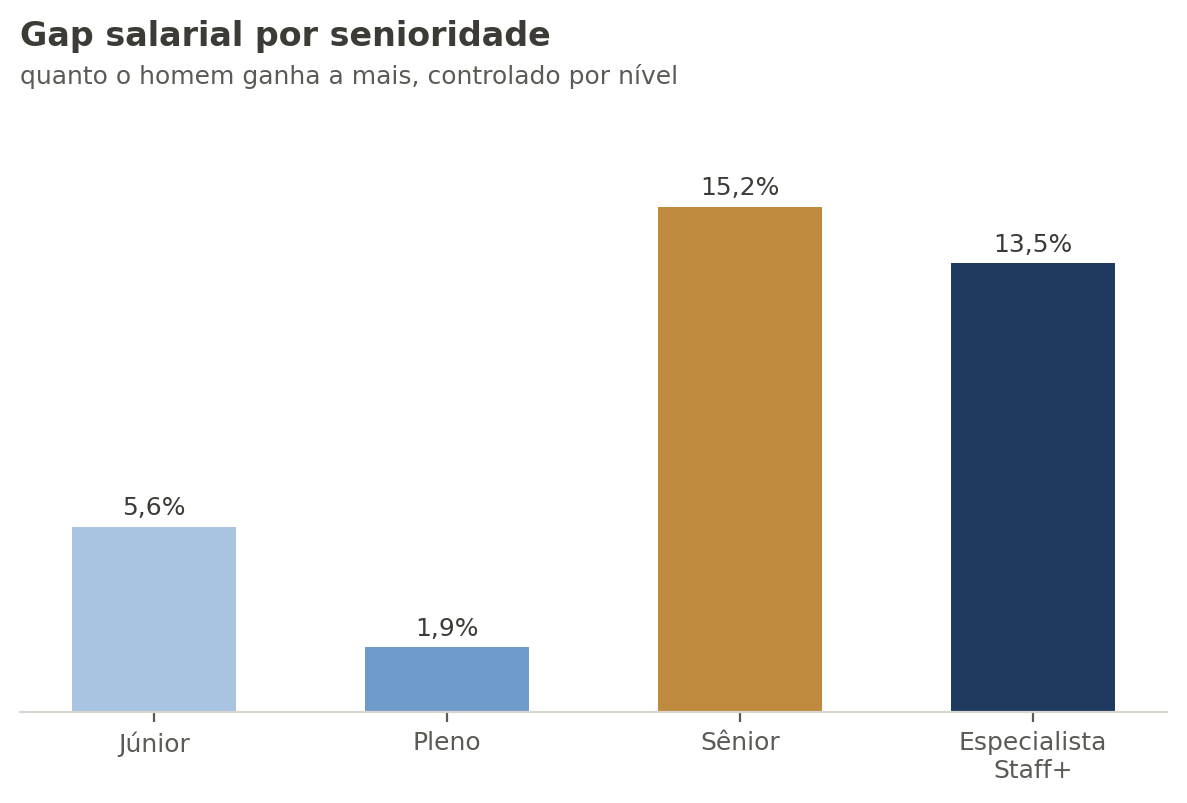 Gap salarial por senioridade
quanto o homem ganha a mais, controlado por nível
15,2%
13,5%
5,6%
1,9%
Júnior
Pleno
Sênior
Especialista
Staff+